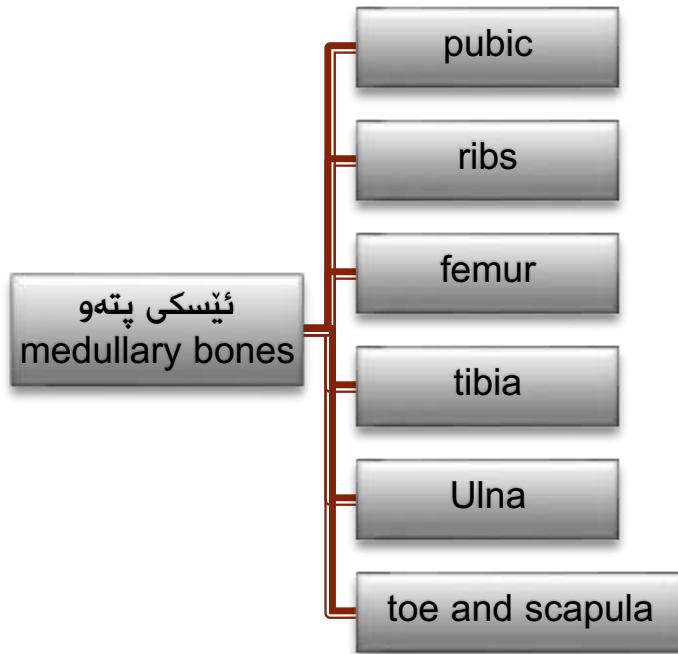 pubic
ribs
femur
ئێسکی پتەو
medullary bones
tibia
Ulna
toe and scapula